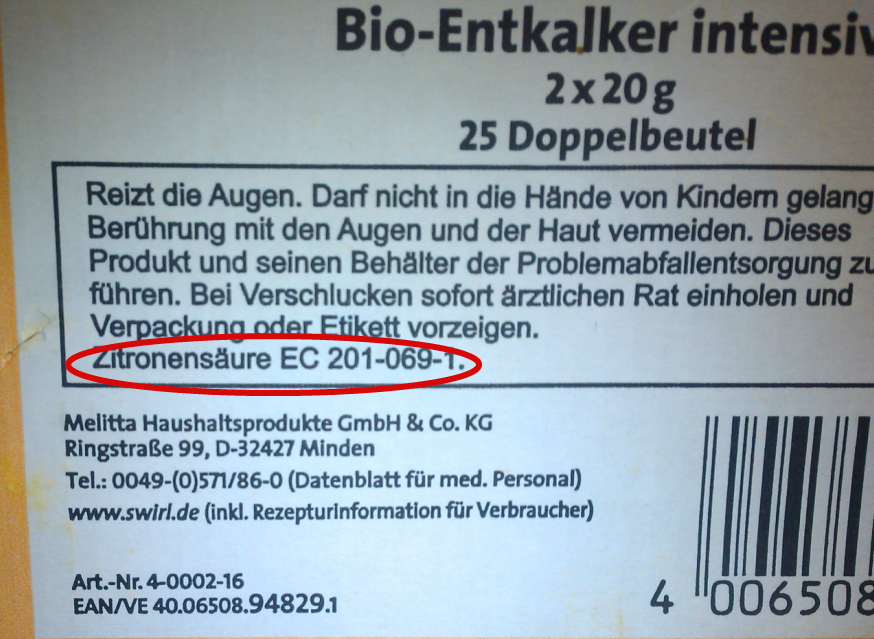 Bio-Entkalker intensiv
2 x 20 g
25 Doppelbeutel
Reizt die Augen. Darf nicht in die Hände von Kindern gelang
Berührung mit den Augen und der Haut vermeiden. Dieses
Produkt und seinen Behälter der Problemabfallentsorgung zu
führen. Bei Verschlucken sofort ärztlichen Rat einholen und
Verpackung oder Etikett vorzeigen.
Zitronensäure EC 201-069-1.
Melitta Haushaltsprodukte GmbH & Co. KG
Ringstraße 99, D-32427 Minden
Tel.: 0049-(0)571/86-0 (Datenblatt für med. Personal)
www.swirl.de (inkl. Rezepturinformation für Verbraucher)
Art.-Nr. 4-0002-16
EAN/VE 40.06508.94829.1
4 006508